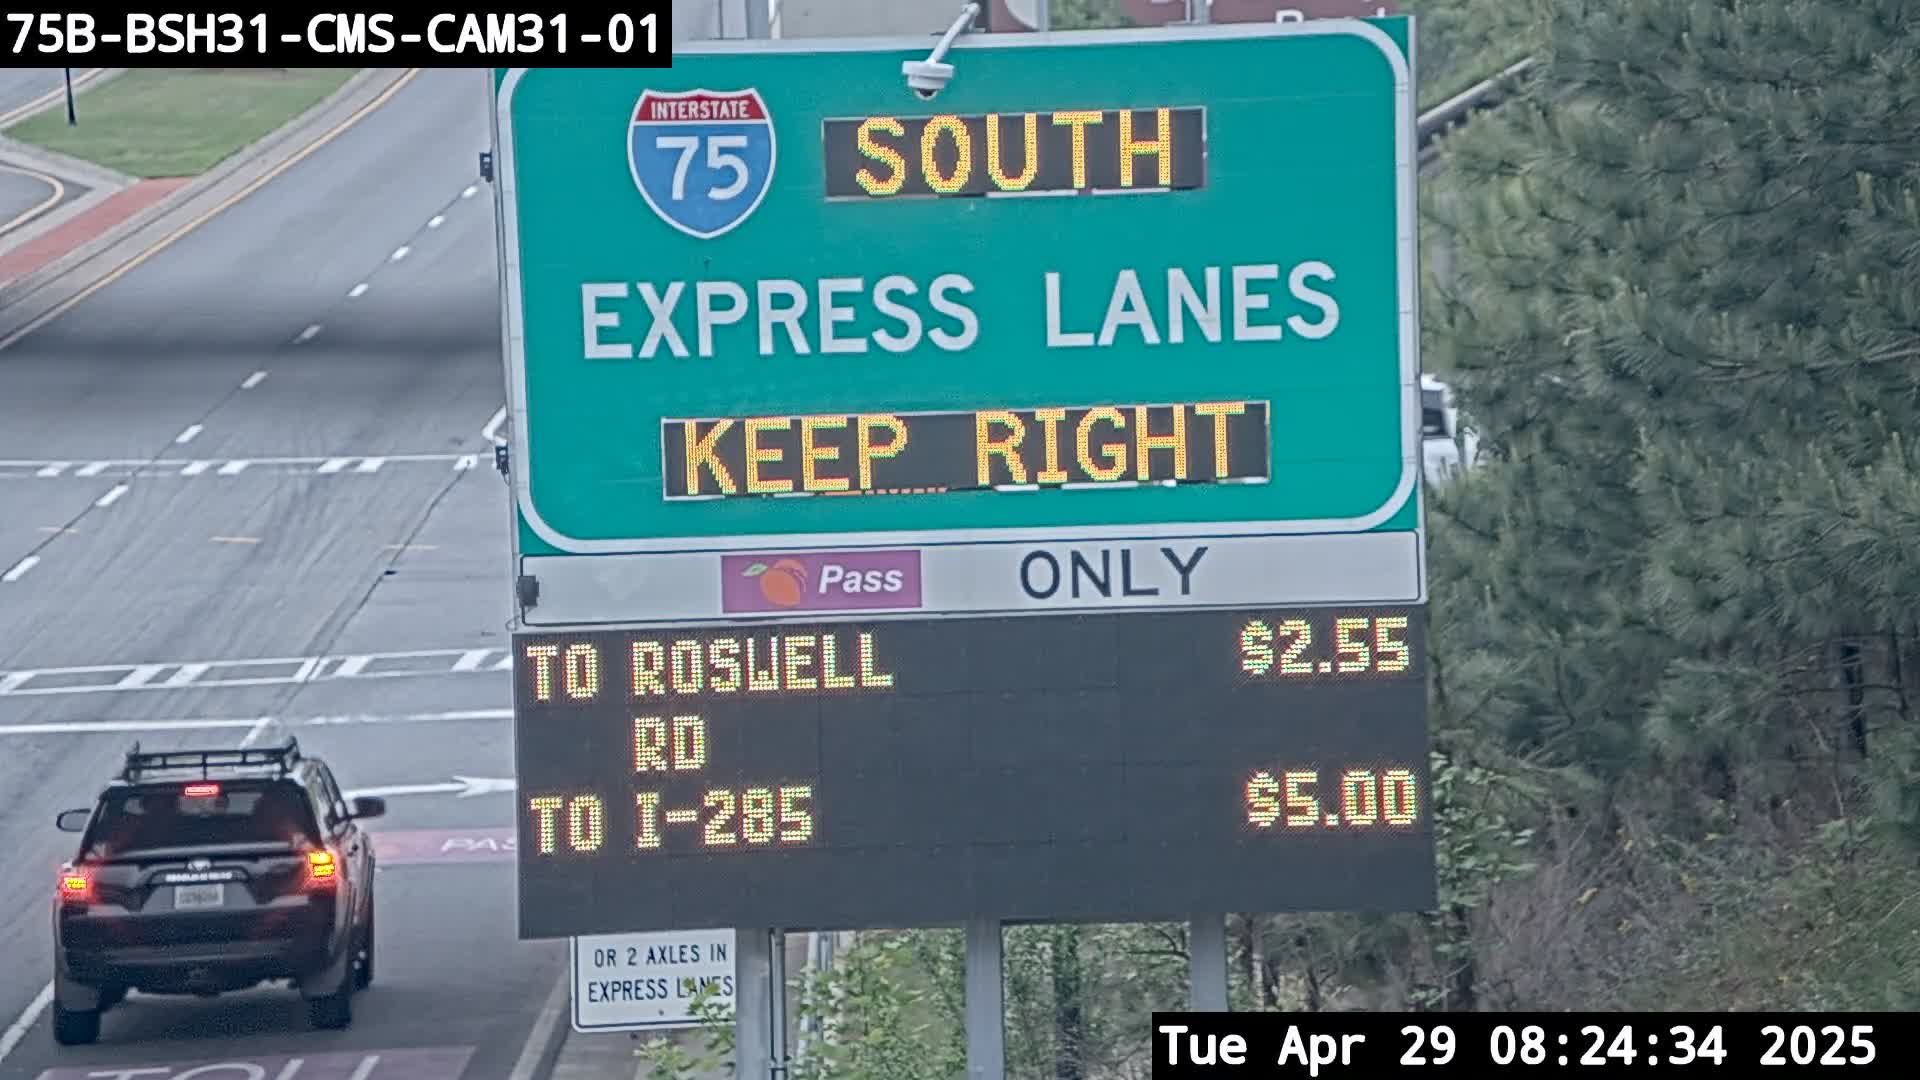 75B-BSH31-CMS-CAM31-01
INTERSTATE
75
SOUTH
EXPRESS LANES
KEEP RIGHT
Pass ONLY
TO ROSWELL $2.55
RD
TO I-285 $5.00
OR 2 AXLES IN
EXPRESS LANES
TOLL
Tue Apr 29 08:24:34 2025